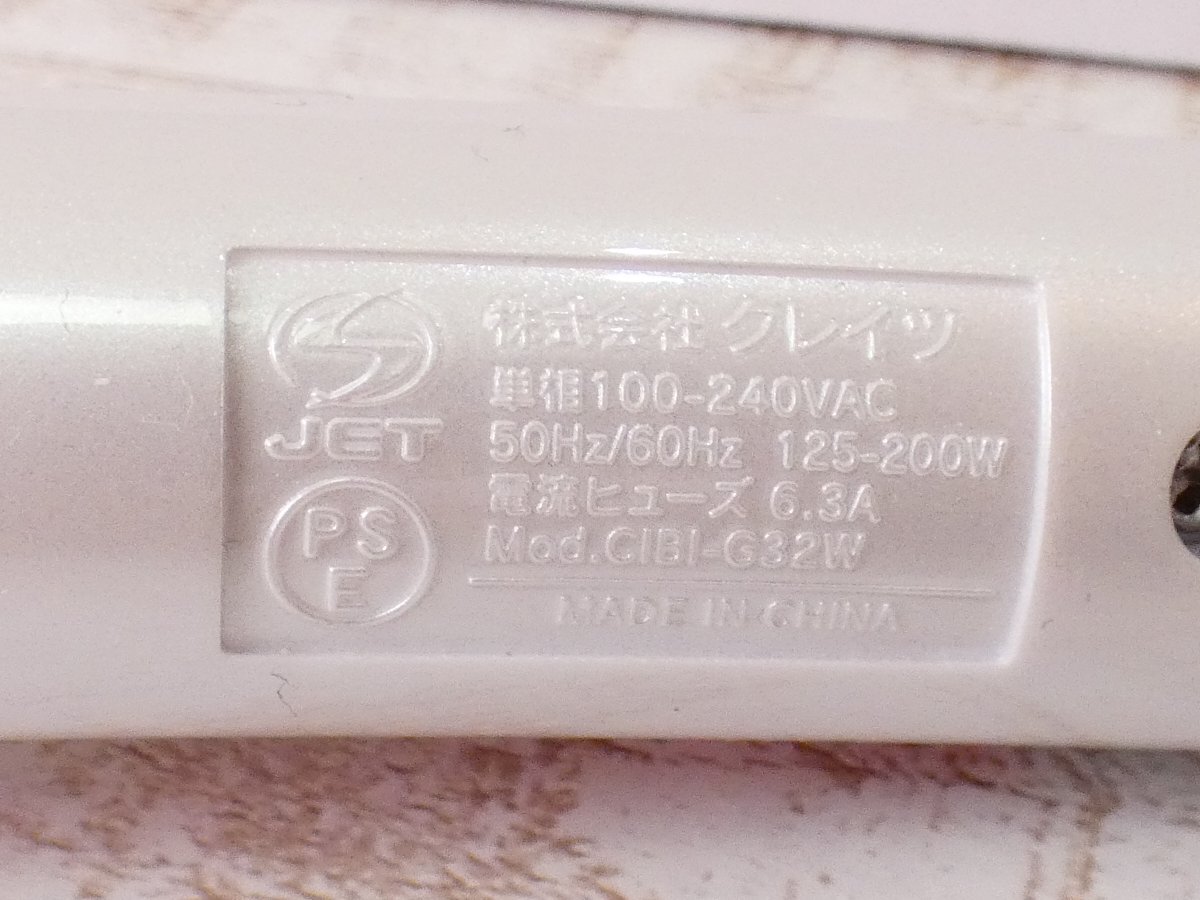 JET
PS
E
株式会社 クレイツ
単相100-240VAC
50Hz/60Hz 125-200W
電流ヒューズ 6.3A
Mod.CIBI-G32W
MADE IN CHINA